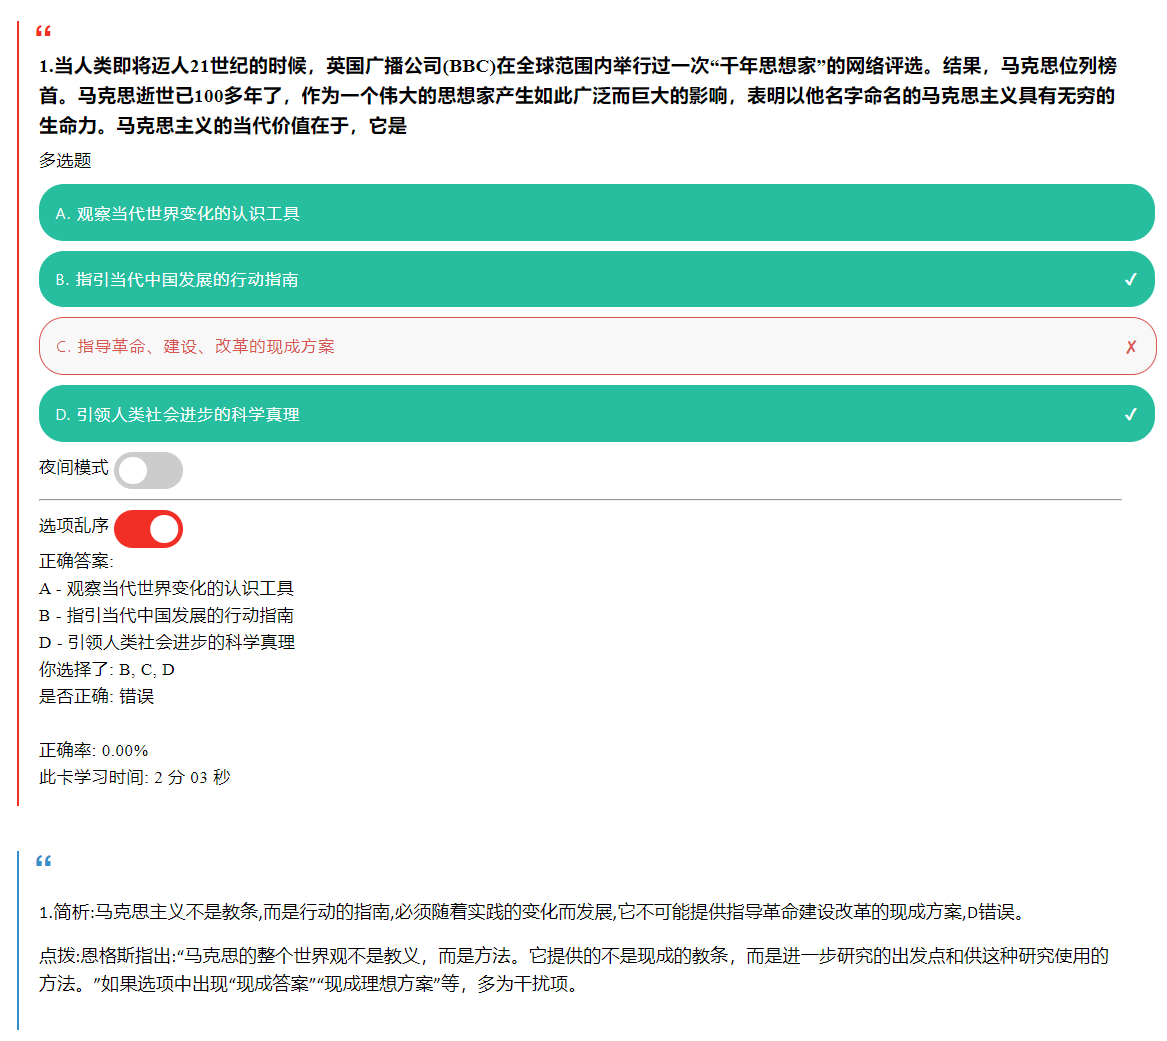 “
1.当人类即将迈人21世纪的时候，英国广播公司(BBC)在全球范围内举行过一次“千年思想家”的网络评选。结果，马克思位列榜
首。马克思逝世已100多年了，作为一个伟大的思想家产生如此广泛而巨大的影响，表明以他名字命名的马克思主义具有无穷的
生命力。马克思主义的当代价值在于，它是
多选题
A. 观察当代世界变化的认识工具
B. 指引当代中国发展的行动指南 ✓
C. 指导革命、建设、改革的现成方案 ✗
D. 引领人类社会进步的科学真理 ✓
夜间模式
选项乱序
正确答案:
A - 观察当代世界变化的认识工具
B - 指引当代中国发展的行动指南
D - 引领人类社会进步的科学真理
你选择了: B, C, D
是否正确: 错误
正确率: 0.00%
此卡学习时间: 2 分 03 秒
“
1.简析:马克思主义不是教条,而是行动的指南,必须随着实践的变化而发展,它不可能提供指导革命建设改革的现成方案,D错误。
点拨:恩格斯指出:“马克思的整个世界观不是教义，而是方法。它提供的不是现成的教条，而是进一步研究的出发点和供这种研究使用的
方法。”如果选项中出现“现成答案”“现成理想方案”等，多为干扰项。